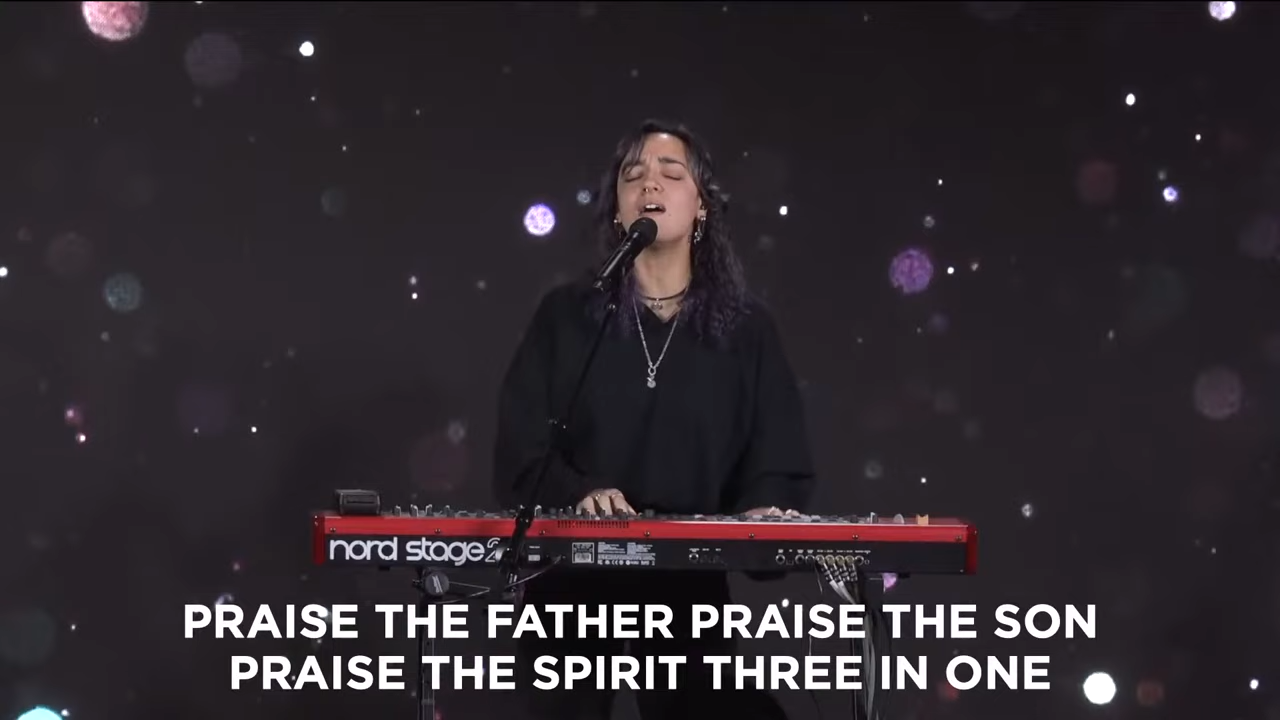 nord stage 2
PRAISE THE FATHER PRAISE THE SON
PRAISE THE SPIRIT THREE IN ONE